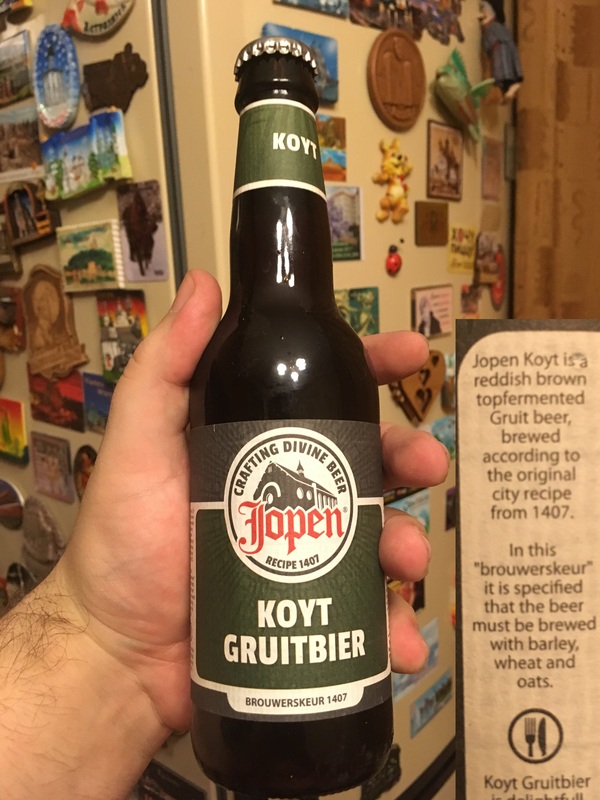 KOYT
CRAFTING DIVINE BEER
Jopen®
RECIPE 1407
KOYT
GRUITBIER
BROUWERSKEUR 1407
Jopen Koyt is a
reddish brown
topfermented
Gruit beer,
brewed
according to
the original
city recipe
from 1407.
In this
"brouwerskeur"
it is specified
that the beer
must be brewed
with barley,
wheat and
oats.
Koyt Gruitbier
is delightfull